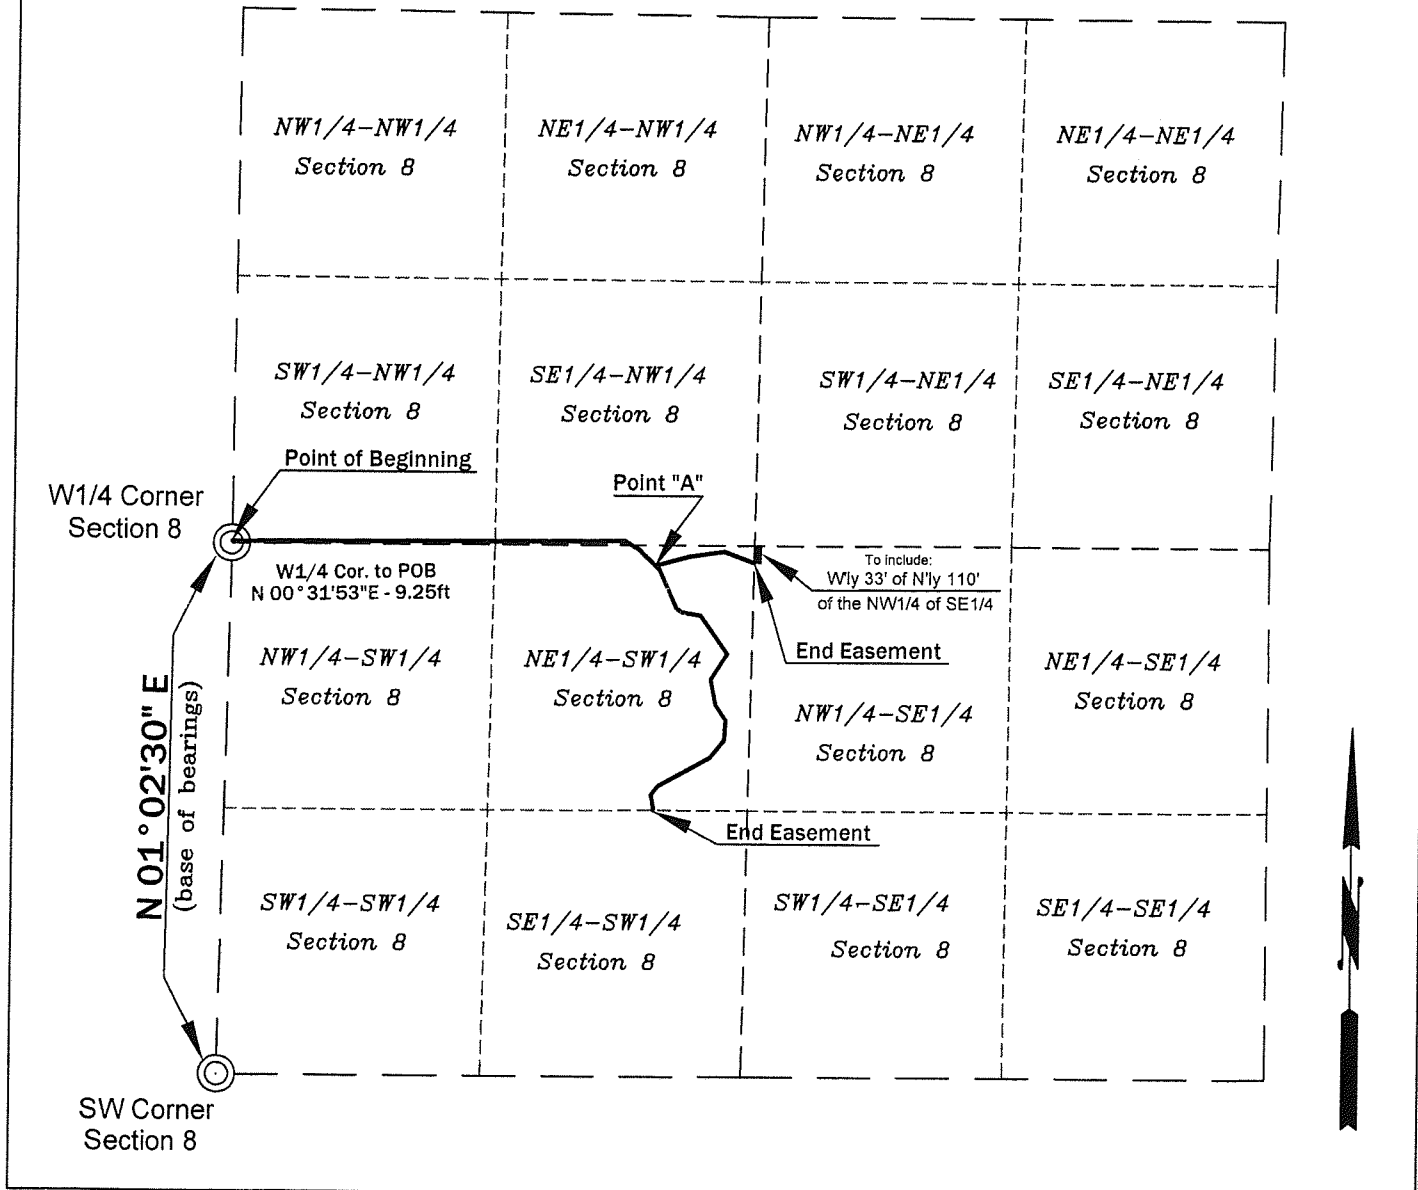 NW1/4-NW1/4
Section 8
NE1/4-NW1/4
Section 8
NW1/4-NE1/4
Section 8
NE1/4-NE1/4
Section 8
SW1/4-NW1/4
Section 8
SE1/4-NW1/4
Section 8
SW1/4-NE1/4
Section 8
SE1/4-NE1/4
Section 8
Point of Beginning
Point "A"
W1/4 Corner
Section 8
W1/4 Cor. to POB
N 00°31'53"E - 9.25ft
To include:
W'ly 33' of N'ly 110'
of the NW1/4 of SE1/4
End Easement
NW1/4-SW1/4
Section 8
NE1/4-SW1/4
Section 8
NW1/4-SE1/4
Section 8
NE1/4-SE1/4
Section 8
N 01°02'30" E
(base of bearings)
End Easement
SW1/4-SW1/4
Section 8
SE1/4-SW1/4
Section 8
SW1/4-SE1/4
Section 8
SE1/4-SE1/4
Section 8
N
SW Corner
Section 8